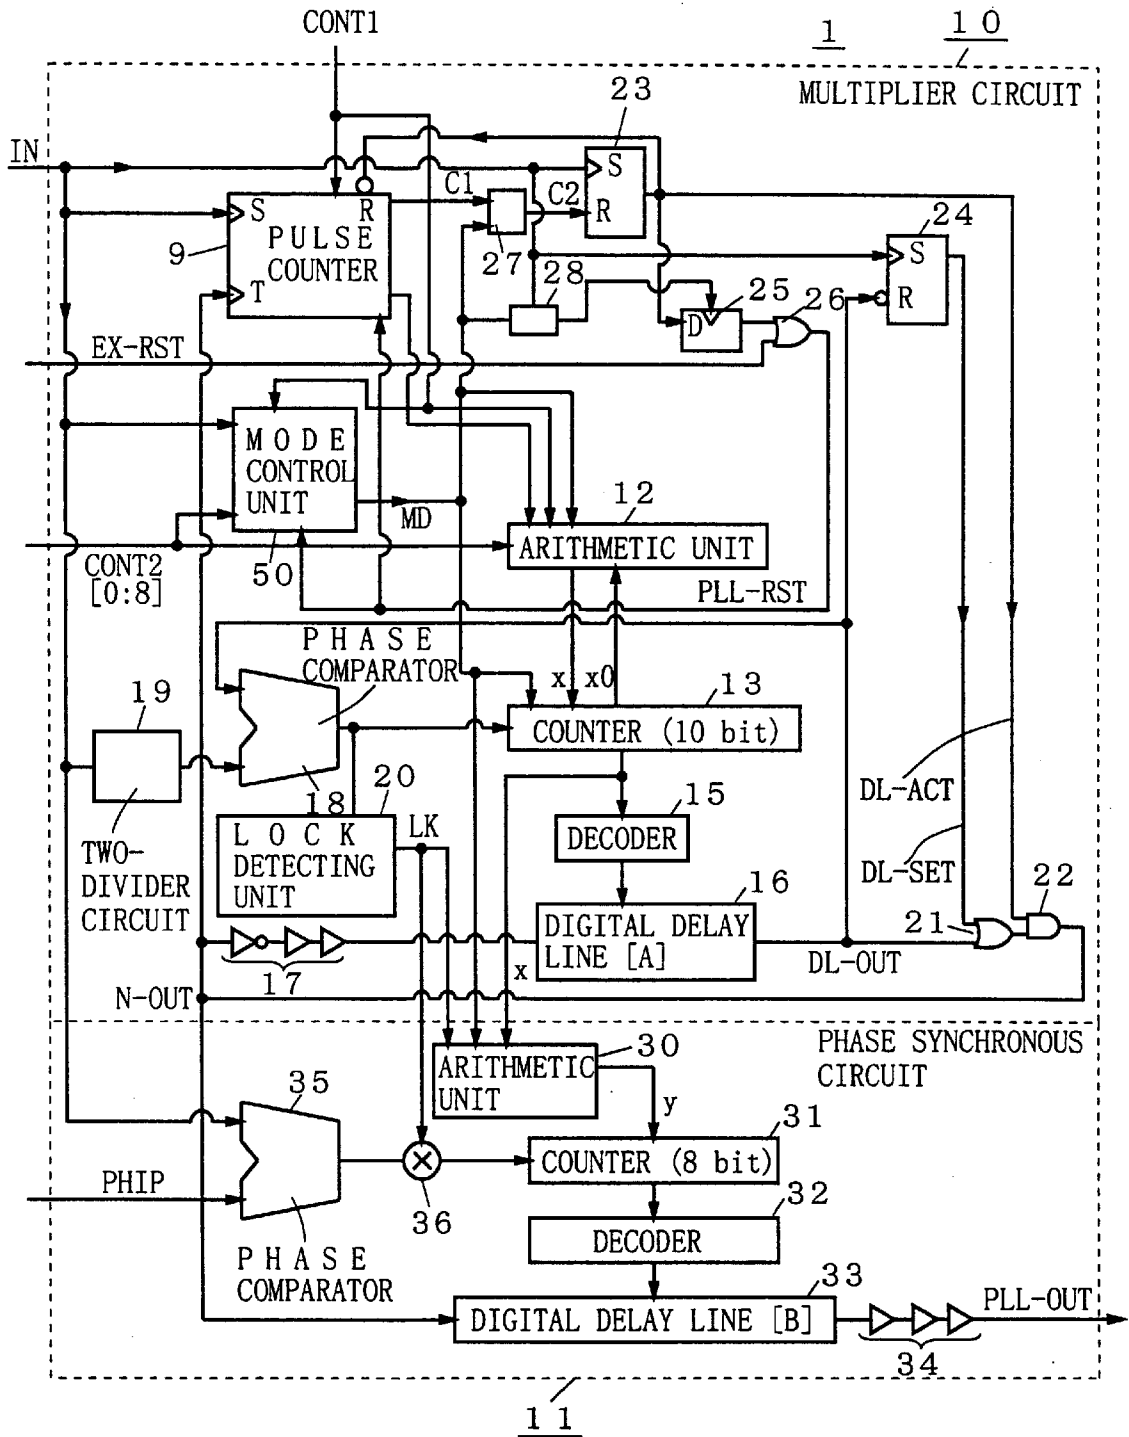 CONT1
1
10
MULTIPLIER CIRCUIT
23
IN
S
R
C1
C2
24
S
R
PULSE
COUNTER
S
R
T
9
27
28
25
26
D
EX-RST
MODE
CONTROL
UNIT
MD
12
ARITHMETIC UNIT
CONT2
[0:8]
50
PLL-RST
PHASE
COMPARATOR
x
x0
13
19
COUNTER (10 bit)
18
20
DL-ACT
15
LOCK
DETECTING
UNIT
LK
DECODER
TWO-
DIVIDER
CIRCUIT
DL-SET
16
22
DIGITAL DELAY
LINE [A]
21
17
x
DL-OUT
N-OUT
PHASE SYNCHRONOUS
CIRCUIT
30
ARITHMETIC
UNIT
35
y
31
COUNTER (8 bit)
PHIP
36
32
DECODER
PHASE
COMPARATOR
33
DIGITAL DELAY LINE [B]
PLL-OUT
34
11